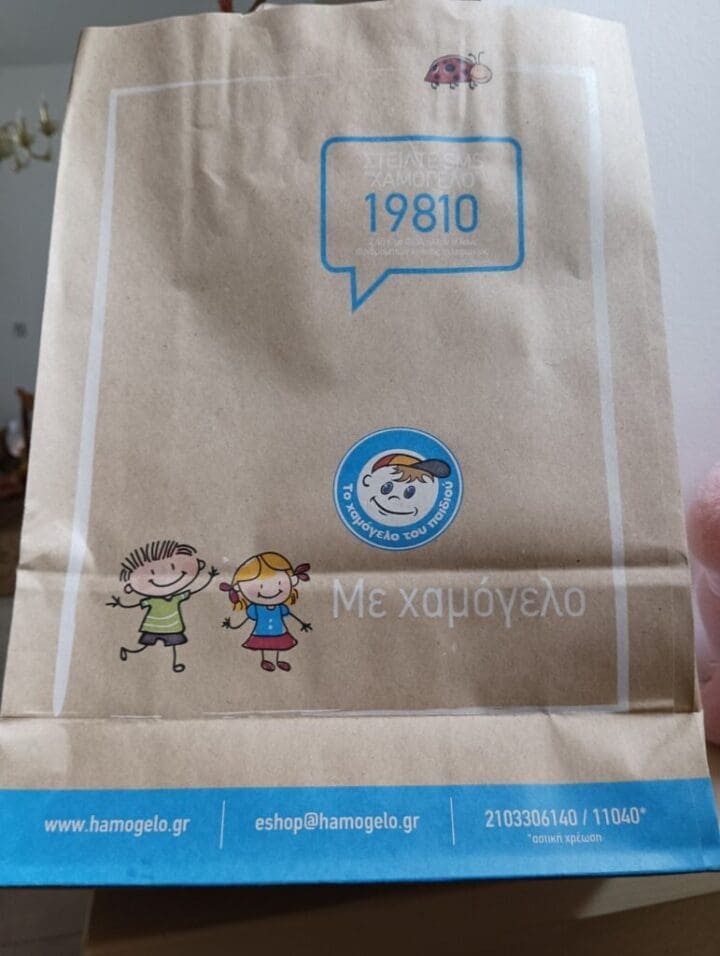 ΣΤΕΙΛΤΕ SMS
"ΧΑΜΟΓΕΛΟ"
19810
Το χαμόγελο του παιδιού
Με χαμόγελο
www.hamogelo.gr
eshop@hamogelo.gr
2103306140 / 11040*
*αστική χρέωση